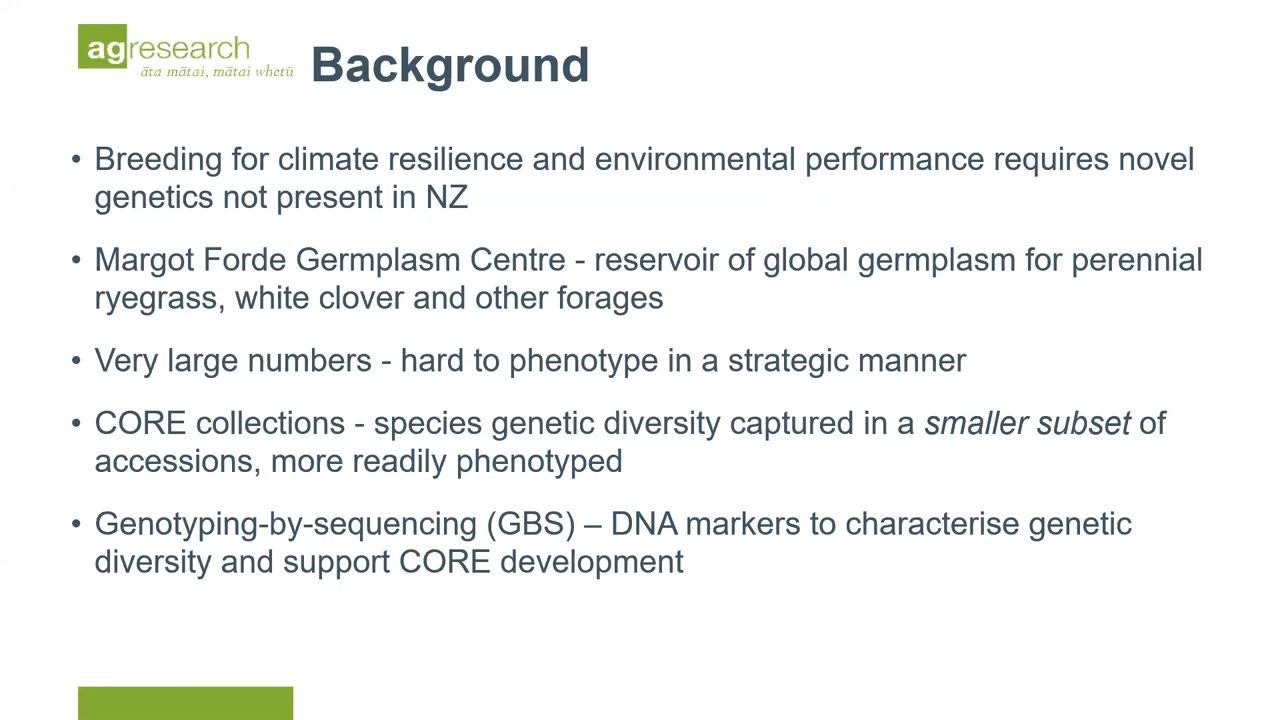 agresearch
āta mātai, mātai whetū
Background
• Breeding for climate resilience and environmental performance requires novel
genetics not present in NZ
• Margot Forde Germplasm Centre - reservoir of global germplasm for perennial
ryegrass, white clover and other forages
• Very large numbers - hard to phenotype in a strategic manner
• CORE collections - species genetic diversity captured in a smaller subset of
accessions, more readily phenotyped
• Genotyping-by-sequencing (GBS) – DNA markers to characterise genetic
diversity and support CORE development